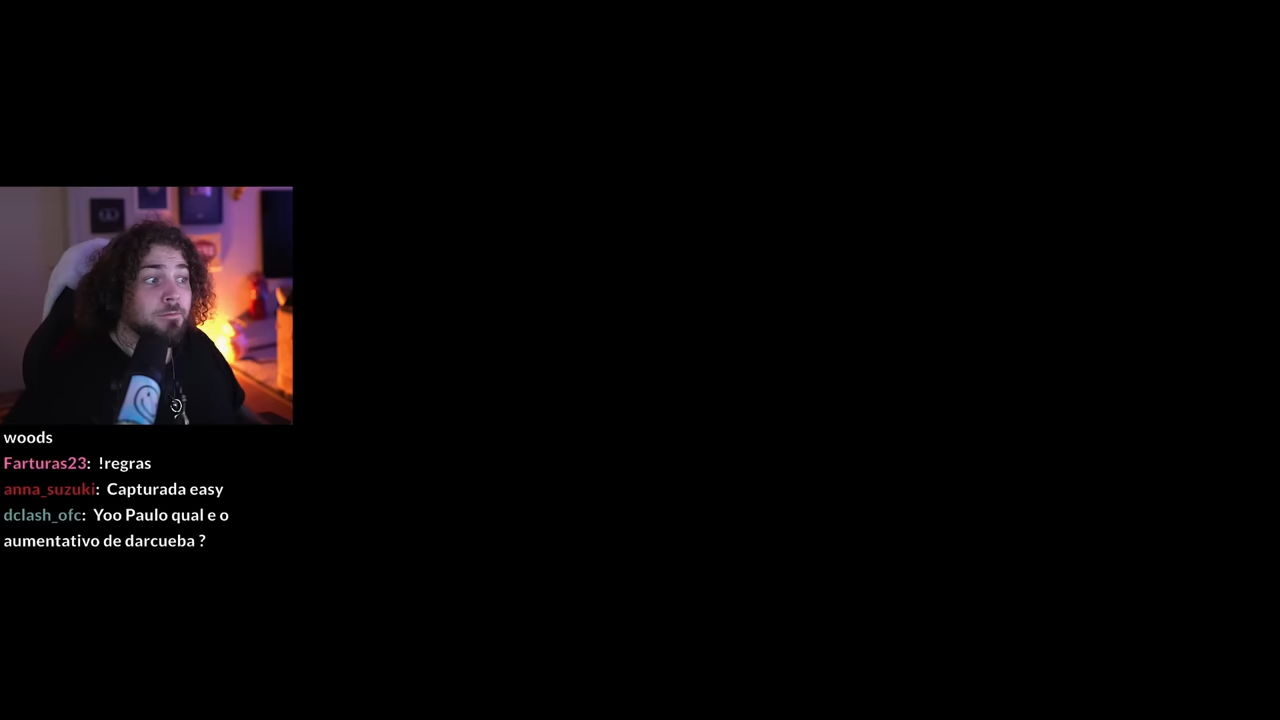 woods
Farturas23: !regras
anna_suzuki: Capturada easy
dclash_ofc: Yoo Paulo qual e o
aumentativo de darcueba ?